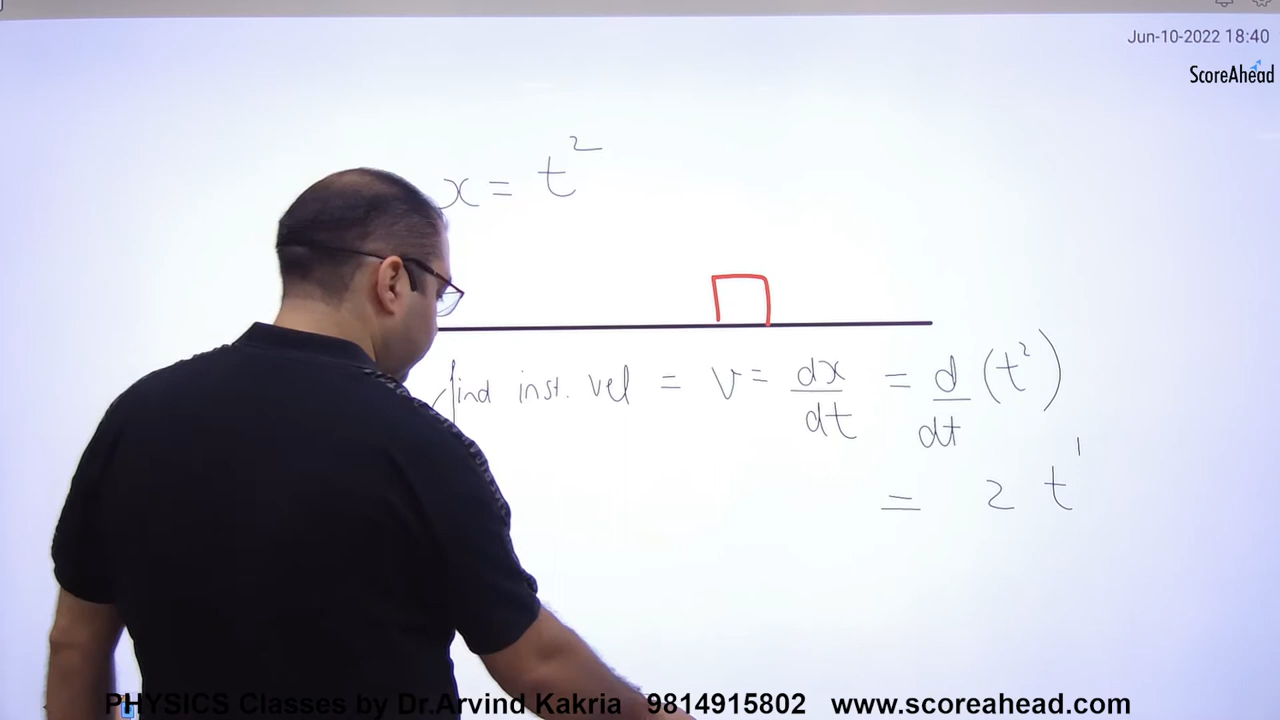 Jun-10-2022 18:40
ScoreAhead
x = t²
find inst. vel = v = dx/dt = d/dt (t²)
= 2 t¹
PHYSICS Classes by Dr.Arvind Kakria 9814915802 www.scoreahead.com